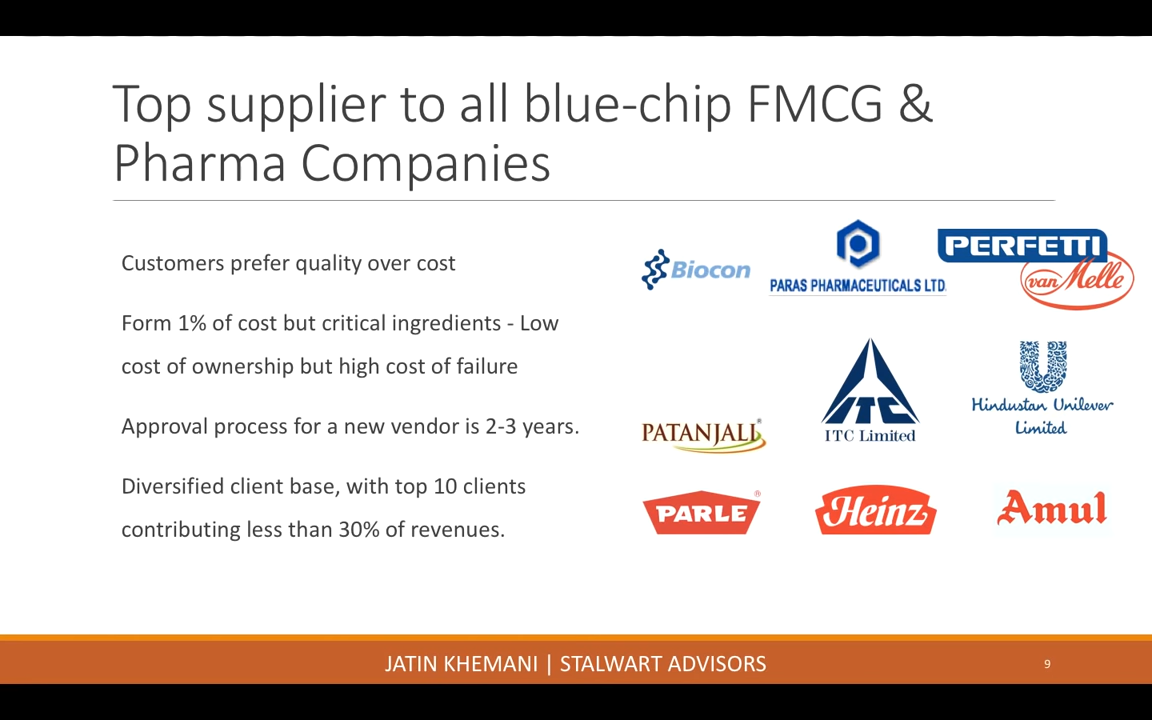 Top supplier to all blue-chip FMCG &
Pharma Companies
Customers prefer quality over cost
Form 1% of cost but critical ingredients - Low
cost of ownership but high cost of failure
Approval process for a new vendor is 2-3 years.
Diversified client base, with top 10 clients
contributing less than 30% of revenues.
Biocon
PARAS PHARMACEUTICALS LTD.
PERFETTI
van Melle
PATANJALI®
ITC
ITC Limited
Hindustan Unilever
Limited
PARLE®
Heinz
Amul
JATIN KHEMANI | STALWART ADVISORS
9